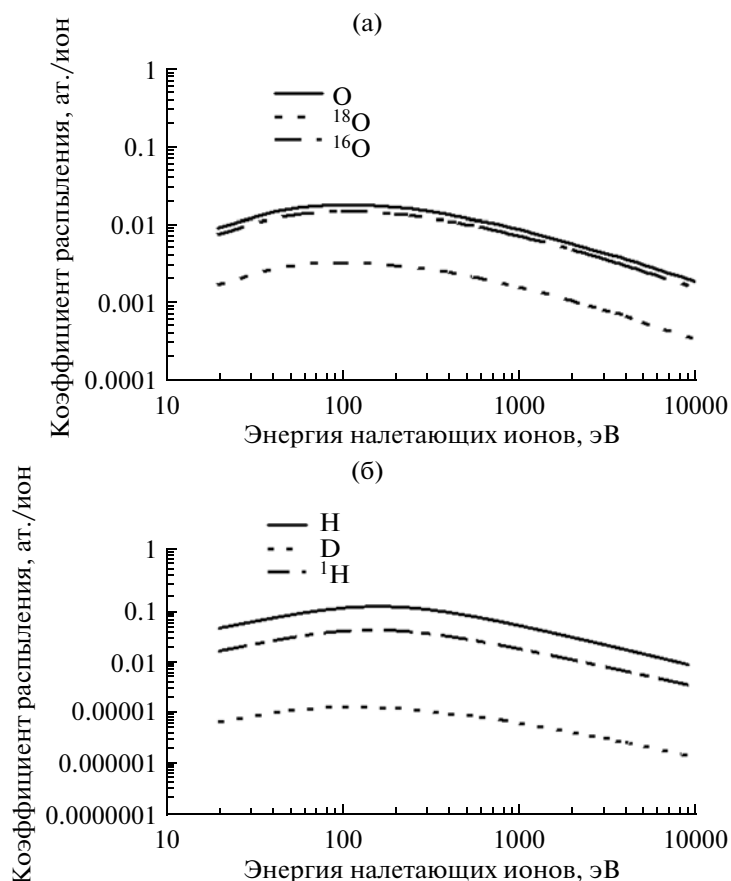 (а)
Коэффициент распыления, ат./ион
1
0.1
0.01
0.001
0.0001
O
18O
16O
10
100
1000
10000
Энергия налетающих ионов, эВ
(б)
Коэффициент распыления, ат./ион
1
0.1
0.01
0.00001
0.000001
0.0000001
H
D
1H
10
100
1000
10000
Энергия налетающих ионов, эВ